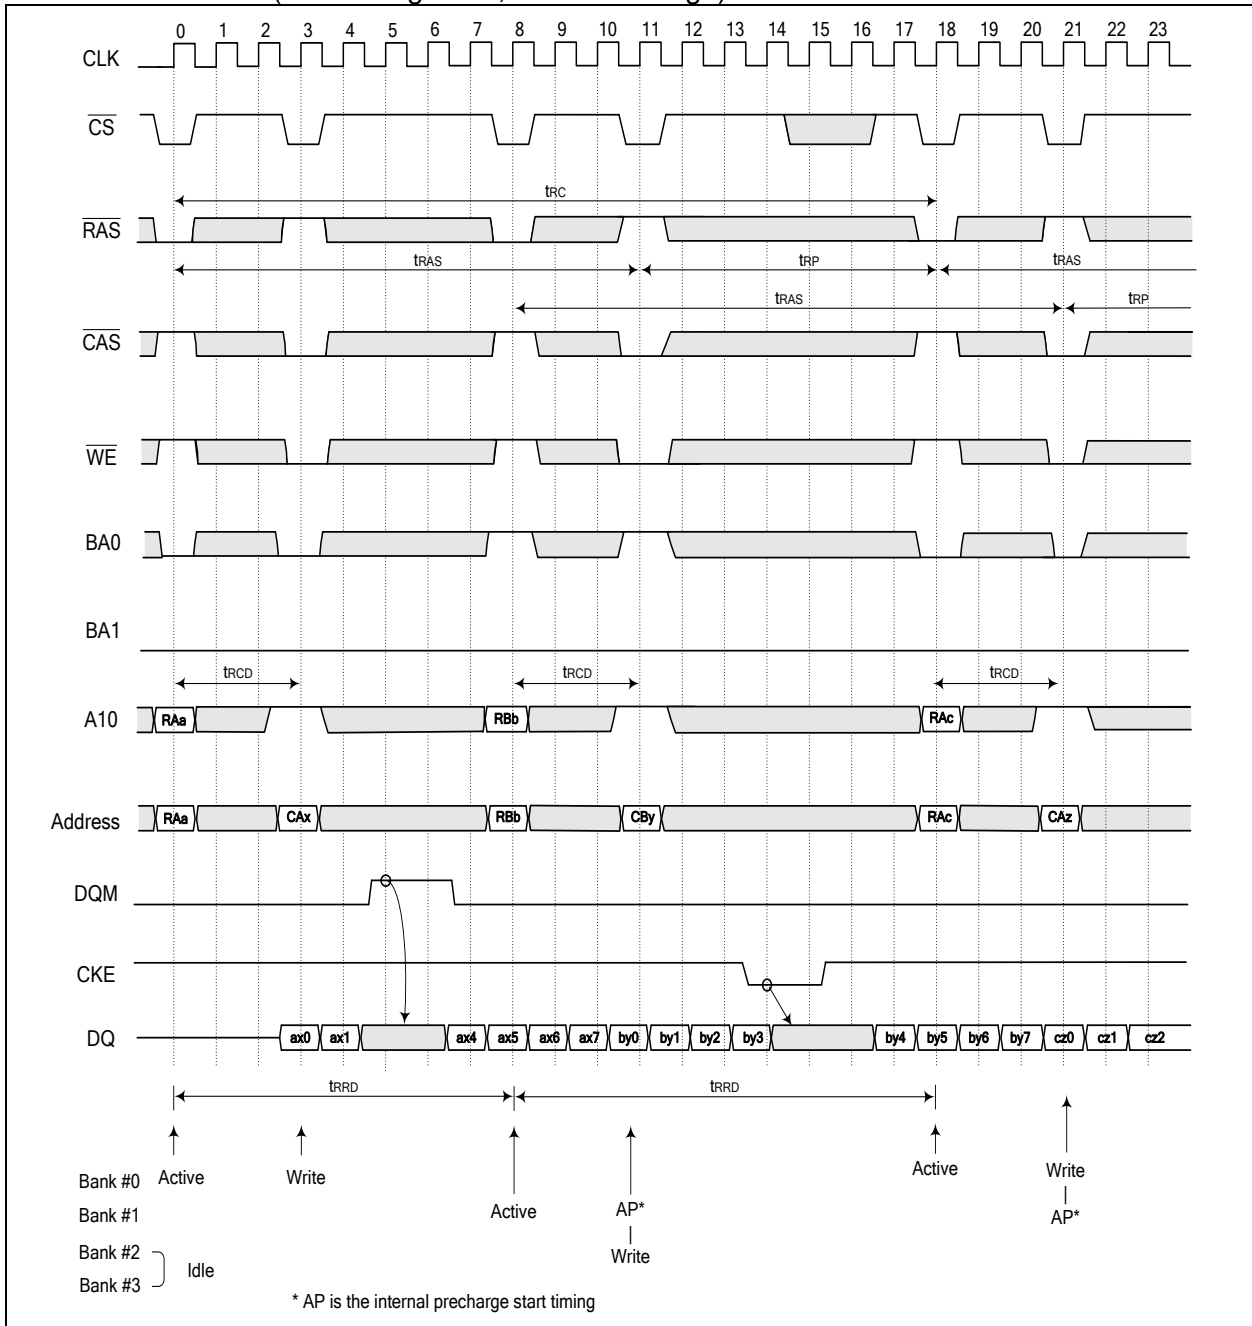 0 1 2 3 4 5 6 7 8 9 10 11 12 13 14 15 16 17 18 19 20 21 22 23
CLK
CS
tRC
RAS
tRAS tRP tRAS
tRAS tRP
CAS
WE
BA0
BA1
tRCD tRCD tRCD
A10 RAa RBb RAc
Address RAa CAx RBb CBy RAc CAz
DQM
CKE
DQ ax0 ax1 ax4 ax5 ax6 ax7 by0 by1 by2 by3 by4 by5 by6 by7 cz0 cz1 cz2
tRRD tRRD
Bank #0 Active Write Active Write
Bank #1 Active AP* AP*
Write
Bank #2
Idle
Bank #3
* AP is the internal precharge start timing